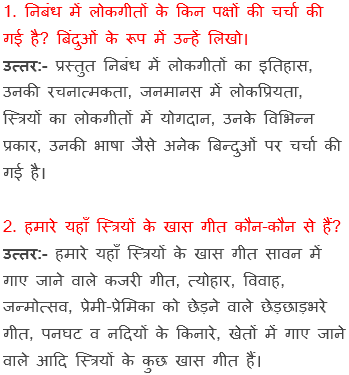 1. निबंध में लोकगीतों के किन पक्षों की चर्चा की
गई है? बिंदुओं के रूप में उन्हें लिखो।
उत्तर:- प्रस्तुत निबंध में लोकगीतों का इतिहास,
उनकी रचनात्मकता, जनमानस में लोकप्रियता,
स्त्रियों का लोकगीतों में योगदान, उनके विभिन्न
प्रकार, उनकी भाषा जैसे अनेक बिन्दुओं पर चर्चा की
गई है।
2. हमारे यहाँ स्त्रियों के खास गीत कौन-कौन से हैं?
उत्तर:- हमारे यहाँ स्त्रियों के खास गीत सावन में
गाए जाने वाले कजरी गीत, त्योहार, विवाह,
जन्मोत्सव, प्रेमी-प्रेमिका को छेड़ने वाले छेड़छाड़भरे
गीत, पनघट व नदियों के किनारे, खेतों में गाए जाने
वाले आदि स्त्रियों के कुछ खास गीत हैं।